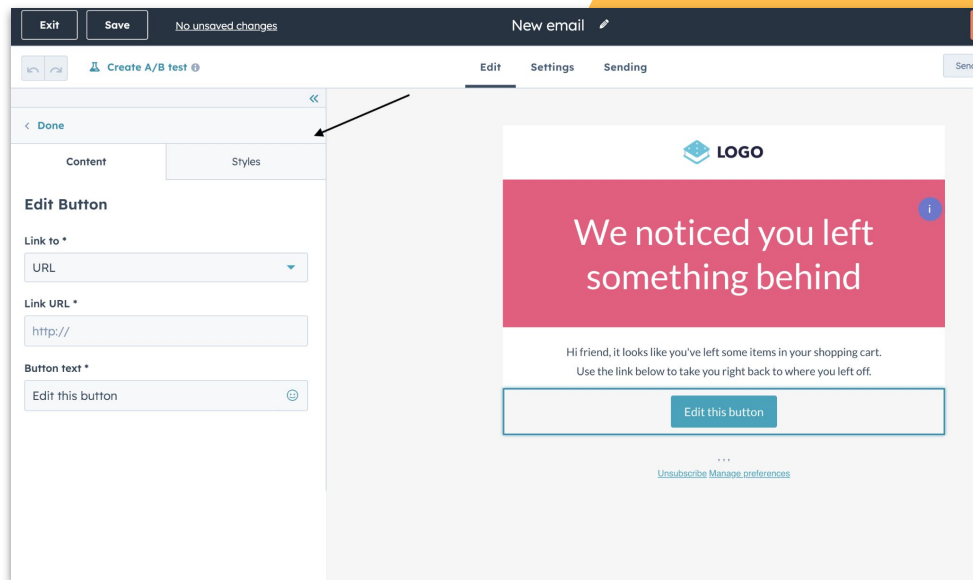 Exit
Save
No unsaved changes
New email
Create A/B test
Edit
Settings
Sending
Send
Done
Content
Styles
Edit Button
Link to *
URL
Link URL *
http://
Button text *
Edit this button
LOGO
i
We noticed you left
something behind
Hi friend, it looks like you've left some items in your shopping cart.
Use the link below to take you right back to where you left off.
Edit this button
...
Unsubscribe Manage preferences